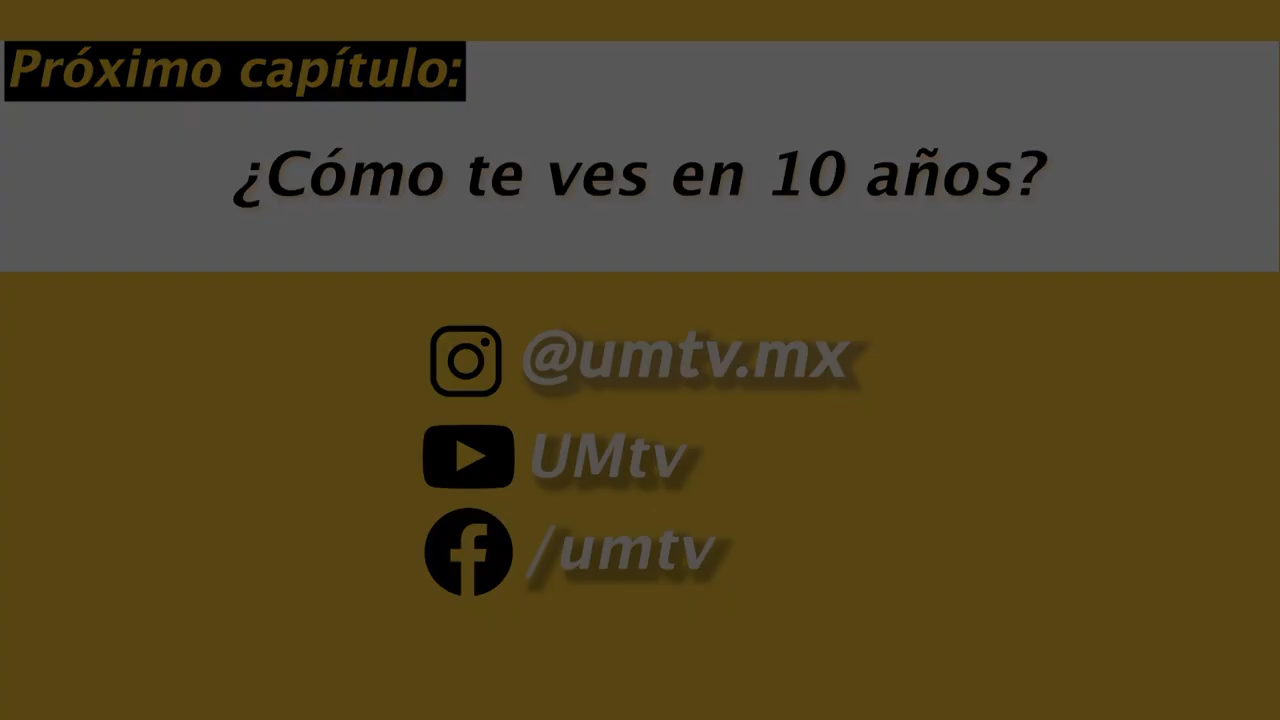 Próximo capítulo:
¿Cómo te ves en 10 años?
@umtv.mx
UMtv
/umtv